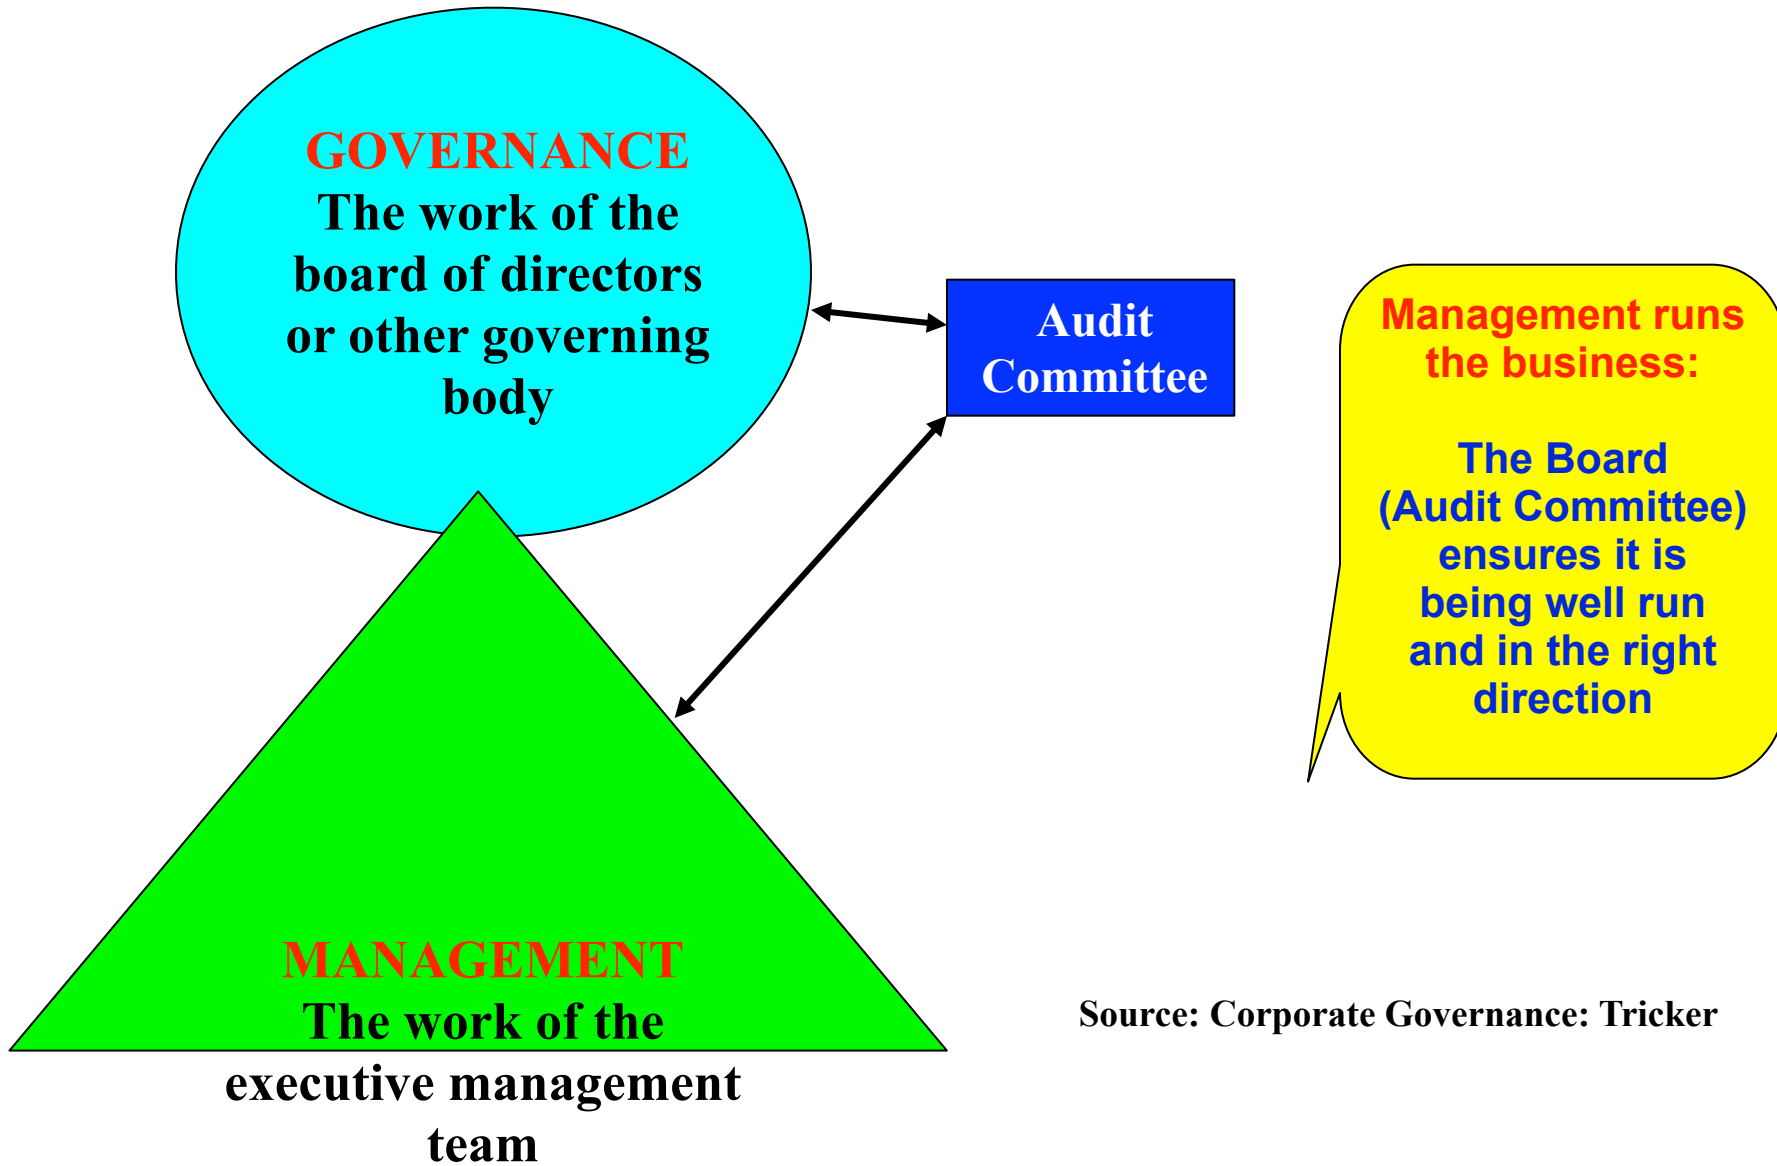 GOVERNANCE
The work of the
board of directors
or other governing
body
Audit
Committee
Management runs
the business:
The Board
(Audit Committee)
ensures it is
being well run
and in the right
direction
MANAGEMENT
The work of the
executive management
team
Source: Corporate Governance: Tricker